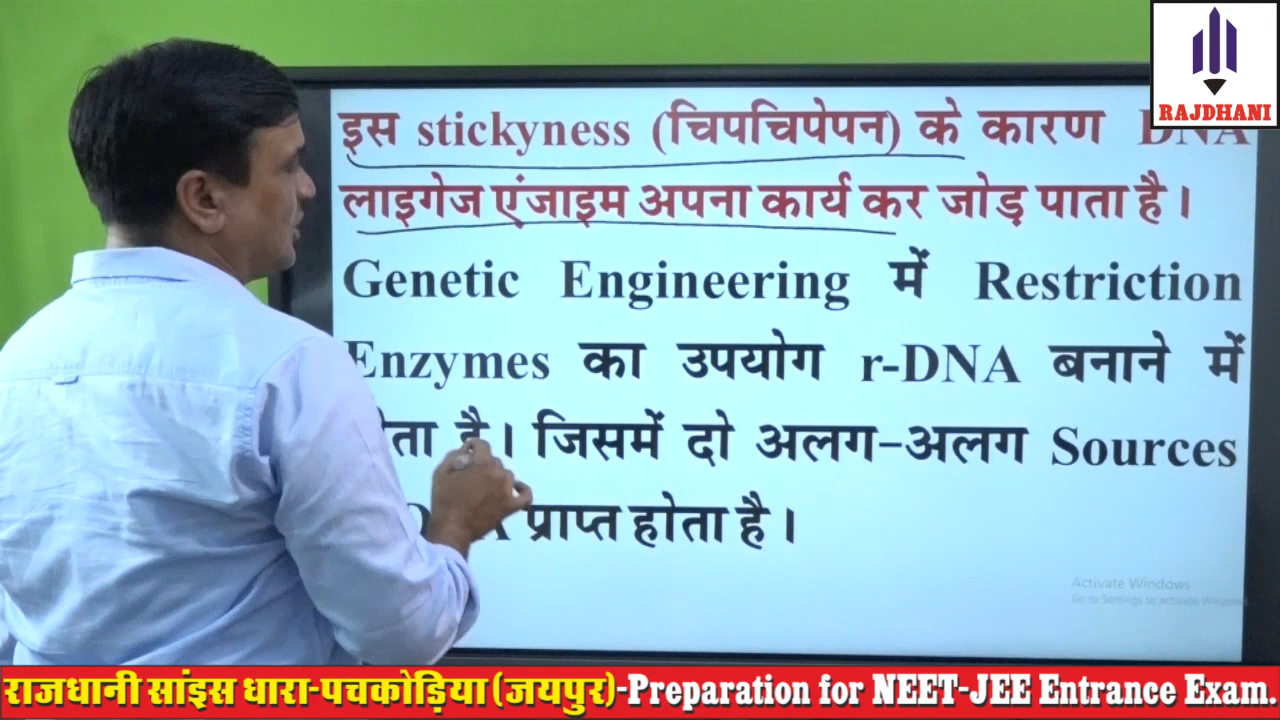 RAJDHANI
इस stickyness (चिपचिपेपन) के कारण DNA
लाइगेज एंजाइम अपना कार्य कर जोड़ पाता है।
Genetic Engineering में Restriction
Enzymes का उपयोग r-DNA बनाने में
है। जिसमें दो अलग-अलग Sources
प्राप्त होता है।
Activate Windows
Go to Settings to activate Windows.
राजधानी सांइस धारा-पचकोड़िया (जयपुर)-Preparation for NEET-JEE Entrance Exam.